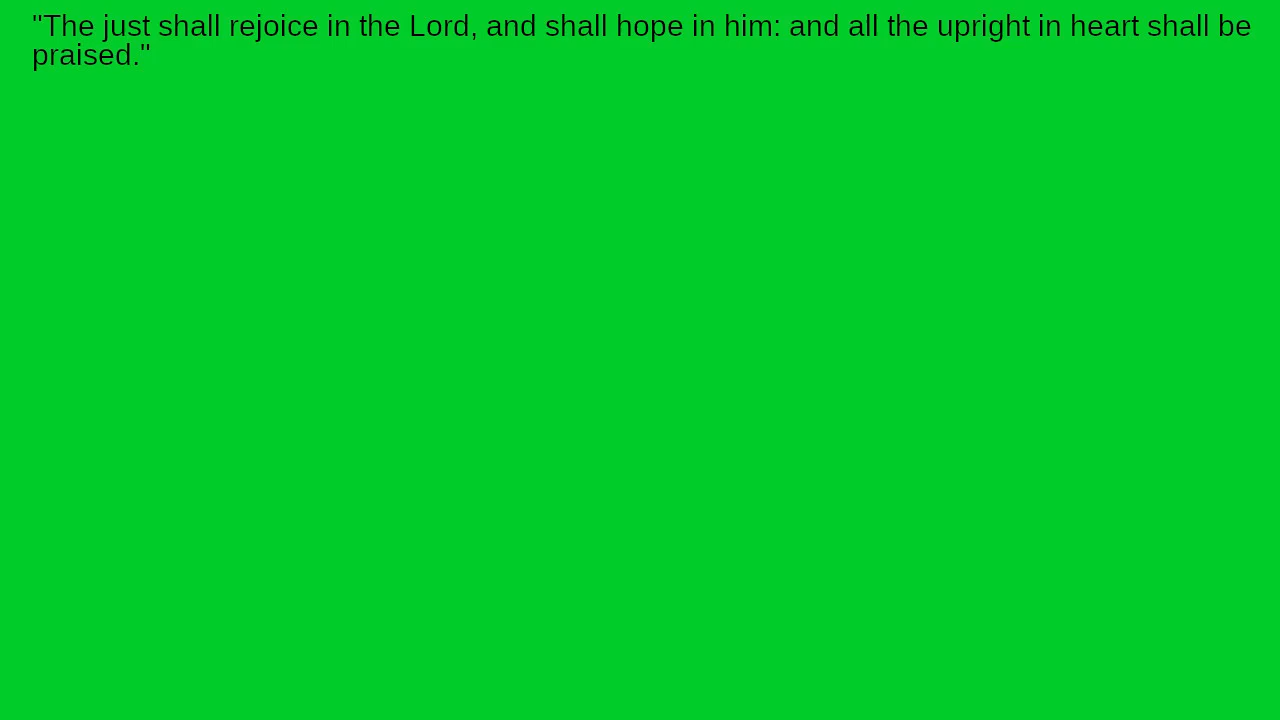 "The just shall rejoice in the Lord, and shall hope in him: and all the upright in heart shall be
praised."